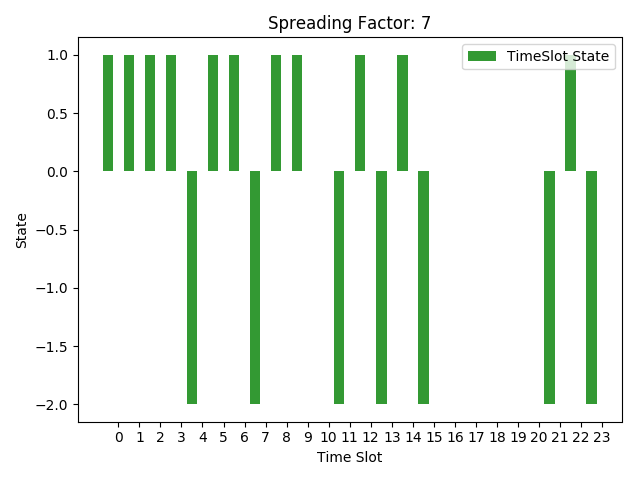 Spreading Factor: 7
TimeSlot State
1.0
0.5
0.0
−0.5
−1.0
−1.5
−2.0
State
0 1 2 3 4 5 6 7 8 9 10 11 12 13 14 15 16 17 18 19 20 21 22 23
Time Slot